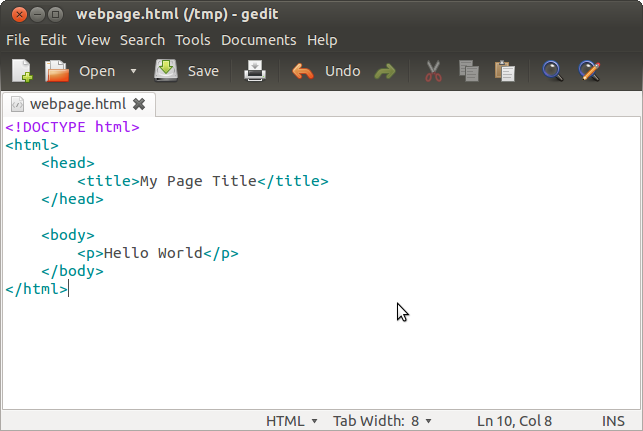 webpage.html (/tmp) - gedit
File Edit View Search Tools Documents Help
Open Save Undo
webpage.html
<!DOCTYPE html>
<html>
    <head>
        <title>My Page Title</title>
    </head>

    <body>
        <p>Hello World</p>
    </body>
</html>
HTML Tab Width: 8 Ln 10, Col 8 INS